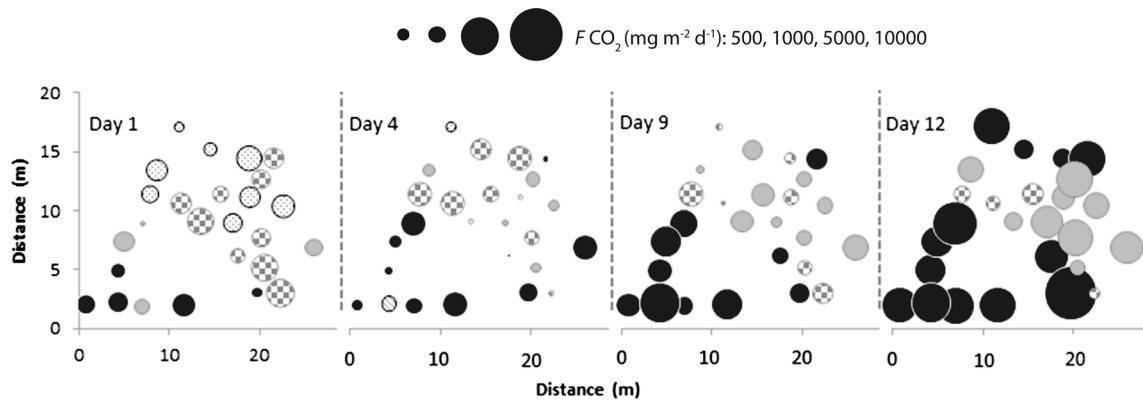 F CO₂ (mg m⁻² d⁻¹): 500, 1000, 5000, 10000
Day 1
Day 4
Day 9
Day 12
20
15
10
5
0
Distance (m)
0 10 20 0 10 20 0 10 20 0 10 20
Distance (m)